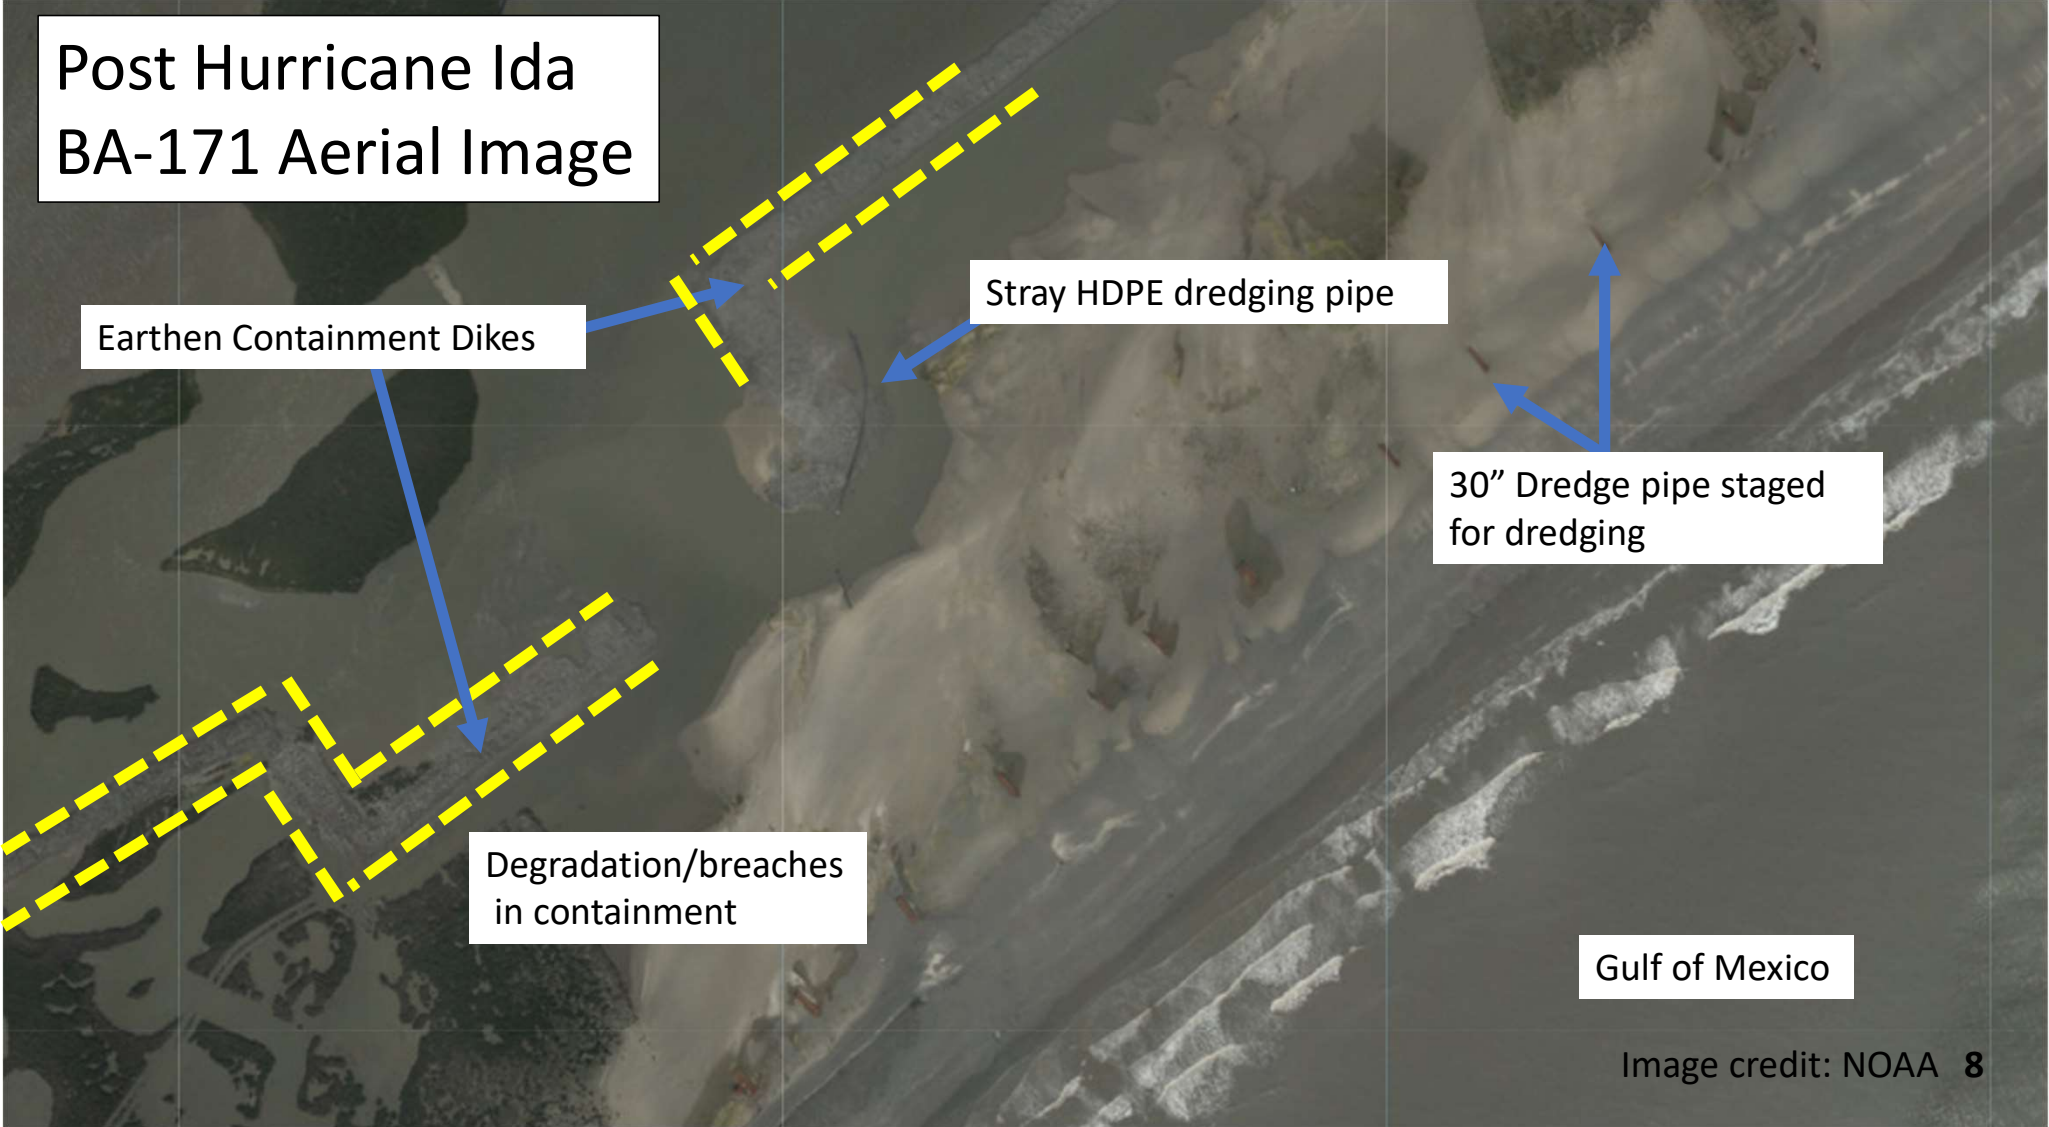 Post Hurricane Ida
BA-171 Aerial Image
Stray HDPE dredging pipe
Earthen Containment Dikes
30” Dredge pipe staged
for dredging
Degradation/breaches
in containment
Gulf of Mexico
Image credit: NOAA 8